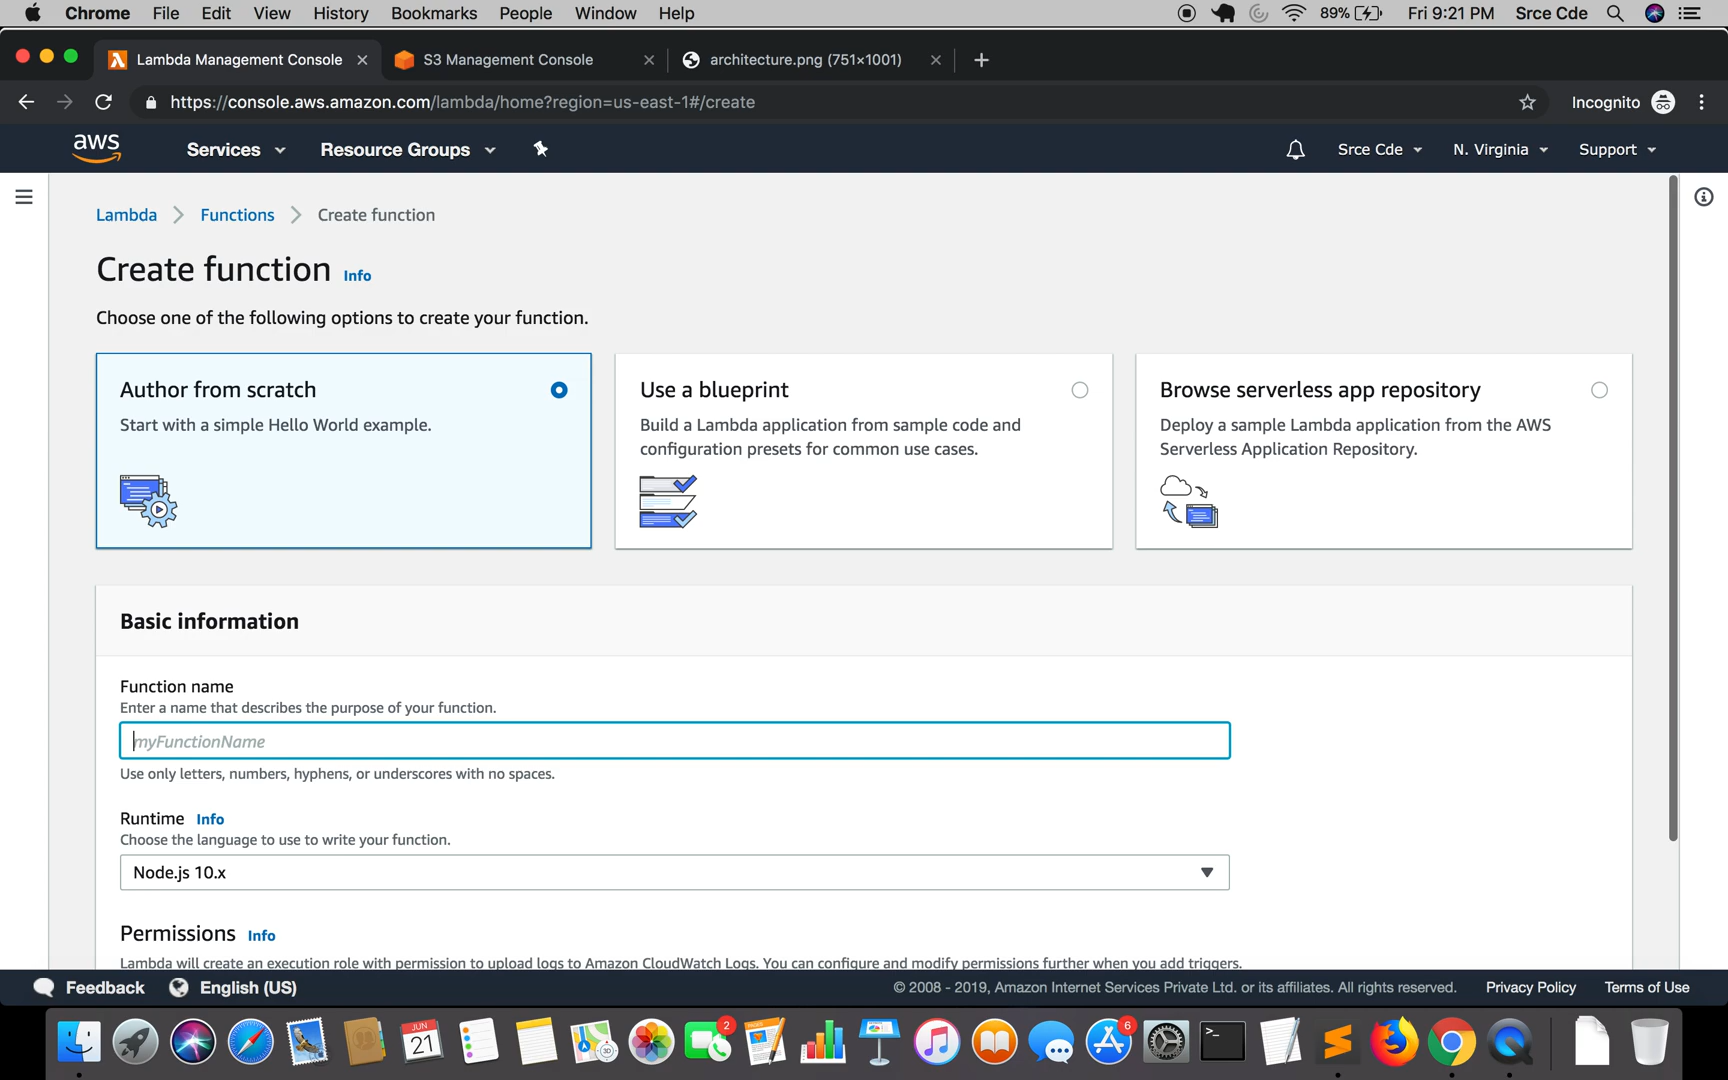 Chrome File Edit View History Bookmarks People Window Help 89% Fri 9:21 PM Srce Cde
Lambda Management Console S3 Management Console architecture.png (751×1001)
https://console.aws.amazon.com/lambda/home?region=us-east-1#/create Incognito
aws Services Resource Groups Srce Cde N. Virginia Support
Lambda Functions Create function
Create function Info
Choose one of the following options to create your function.
Author from scratch
Start with a simple Hello World example.
Use a blueprint
Build a Lambda application from sample code and
configuration presets for common use cases.
Browse serverless app repository
Deploy a sample Lambda application from the AWS
Serverless Application Repository.
Basic information
Function name
Enter a name that describes the purpose of your function.
myFunctionName
Use only letters, numbers, hyphens, or underscores with no spaces.
Runtime Info
Choose the language to use to write your function.
Node.js 10.x
Permissions Info
Lambda will create an execution role with permission to upload logs to Amazon CloudWatch Logs. You can configure and modify permissions further when you add triggers.
Feedback English (US) © 2008 - 2019, Amazon Internet Services Private Ltd. or its affiliates. All rights reserved. Privacy Policy Terms of Use
JUN
21
3D
2
PAGES
6